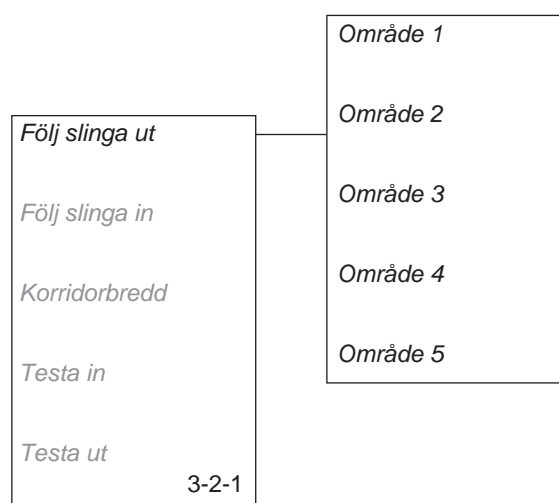 Följ slinga ut
Följ slinga in
Korridorbredd
Testa in
Testa ut
3-2-1
Område 1
Område 2
Område 3
Område 4
Område 5